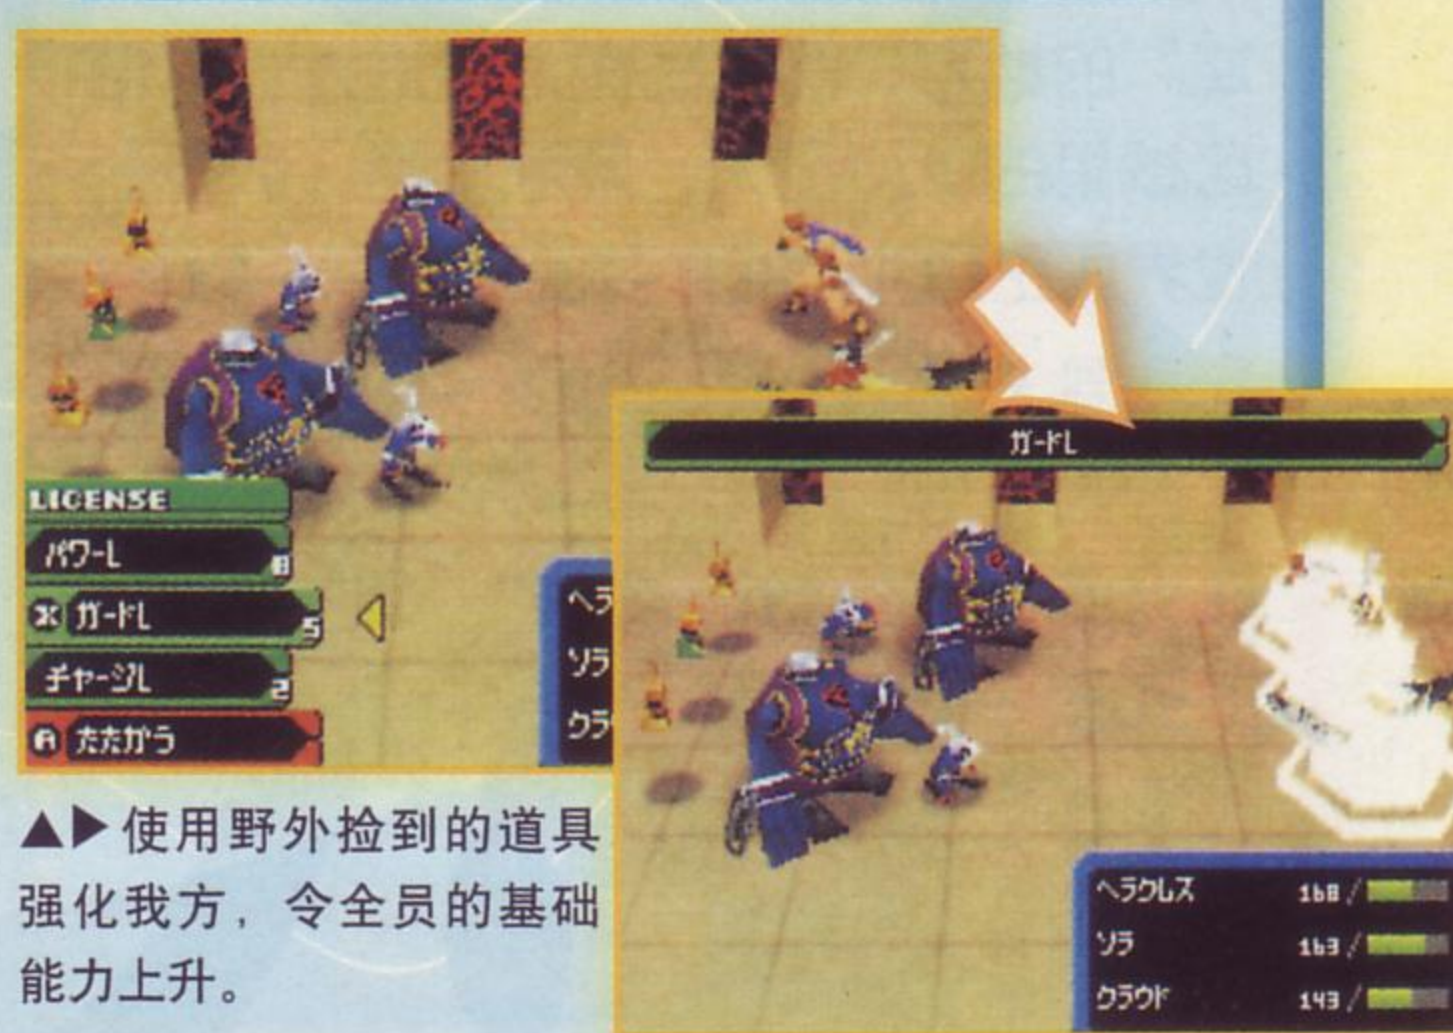 LICENSE
パワーL 8
X ガードL 5
チャージL 2
A たたかう
ヘラ
ソラ
クラ
ガードL
ヘラクレス 168 /
ソラ 163 /
クラウド 143 /
▲▶使用野外捡到的道具
强化我方，令全员的基础
能力上升。